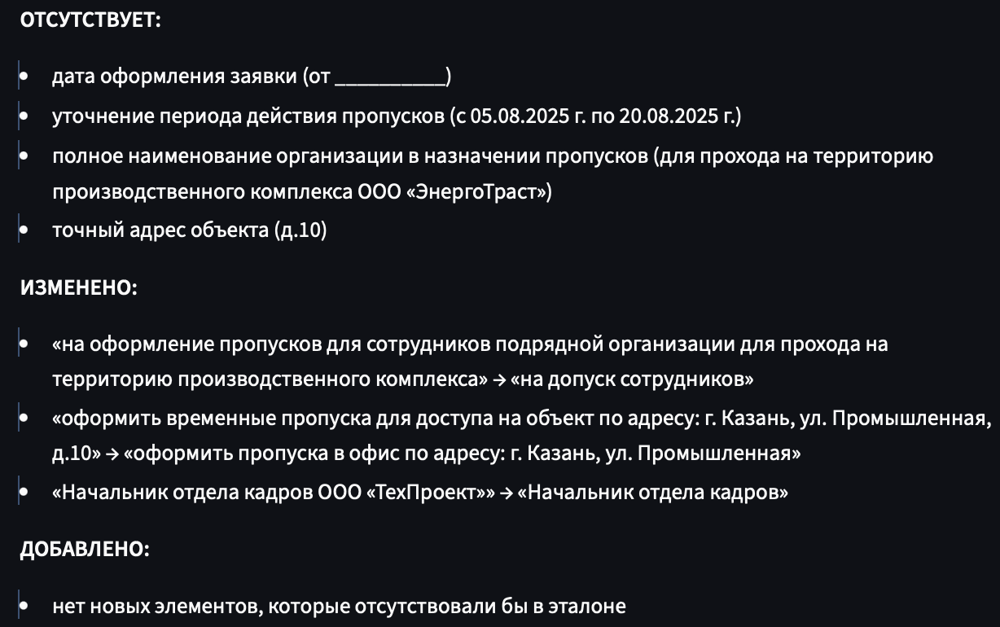 ОТСУТСТВУЕТ:
• дата оформления заявки (от __________)
• уточнение периода действия пропусков (с 05.08.2025 г. по 20.08.2025 г.)
• полное наименование организации в назначении пропусков (для прохода на территорию
производственного комплекса ООО «ЭнергоТраст»)
• точный адрес объекта (д.10)
ИЗМЕНЕНО:
• «на оформление пропусков для сотрудников подрядной организации для прохода на
территорию производственного комплекса» → «на допуск сотрудников»
• «оформить временные пропуска для доступа на объект по адресу: г. Казань, ул. Промышленная,
д.10» → «оформить пропуска в офис по адресу: г. Казань, ул. Промышленная»
• «Начальник отдела кадров ООО «ТехПроект»» → «Начальник отдела кадров»
ДОБАВЛЕНО:
• нет новых элементов, которые отсутствовали бы в эталоне